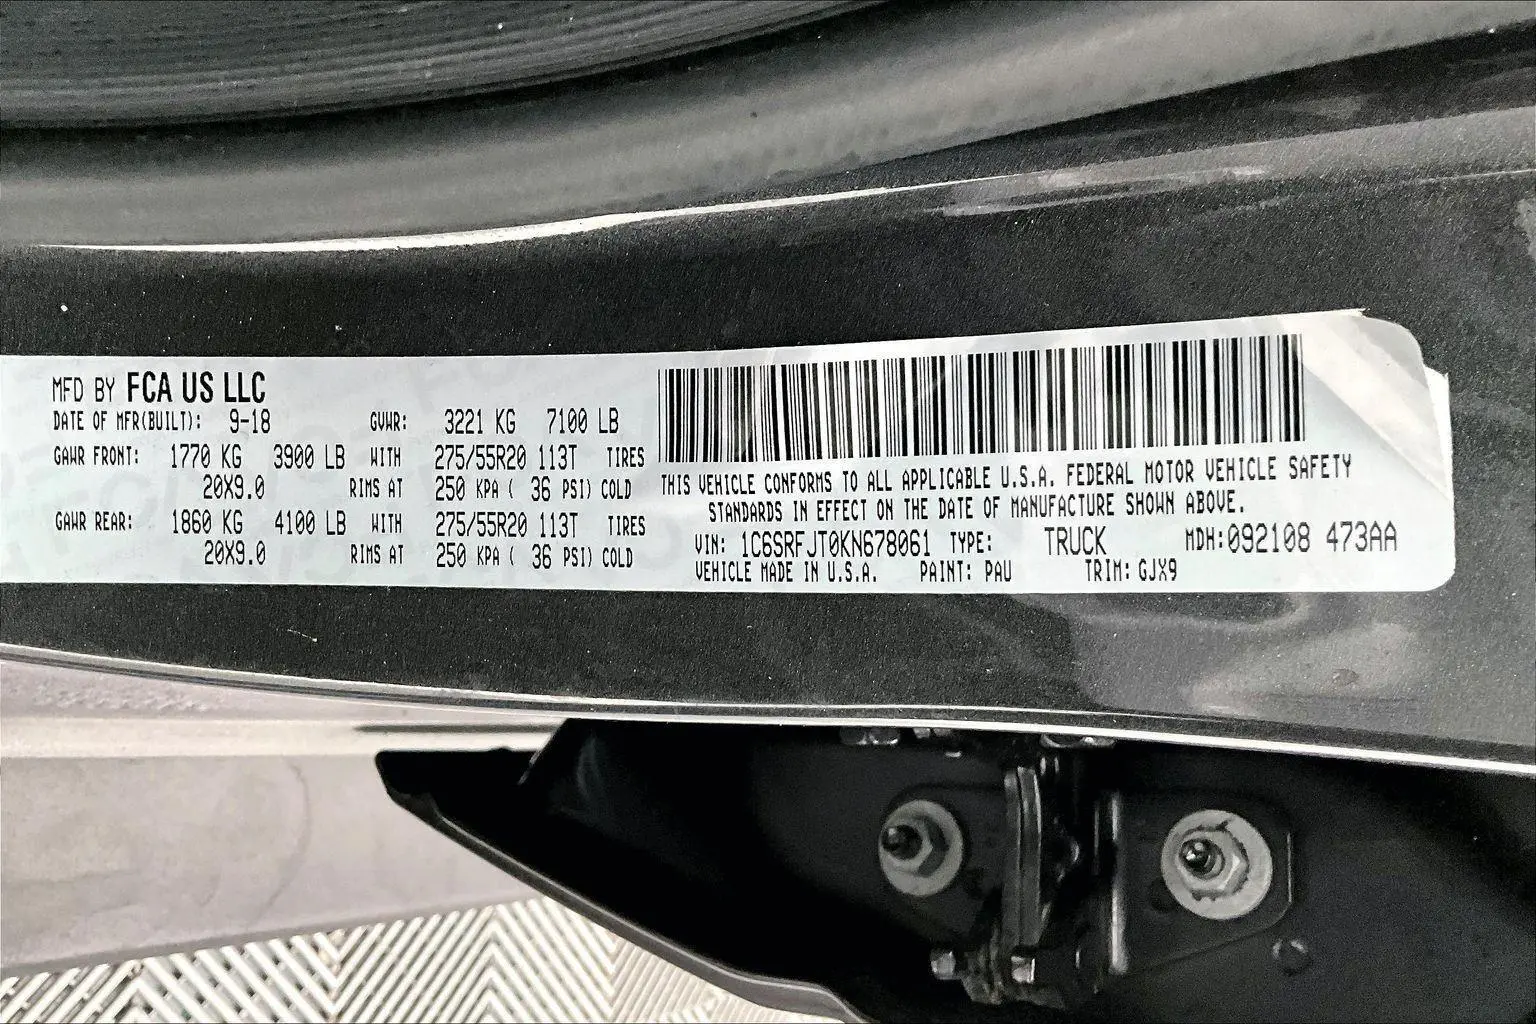 MFD BY FCA US LLC
DATE OF MFR(BUILT): 9-18 GVWR: 3221 KG 7100 LB
GAWR FRONT: 1770 KG 3900 LB WITH 275/55R20 113T TIRES
20X9.0 RIMS AT 250 KPA ( 36 PSI) COLD
GAWR REAR: 1860 KG 4100 LB WITH 275/55R20 113T TIRES
20X9.0 RIMS AT 250 KPA ( 36 PSI) COLD
THIS VEHICLE CONFORMS TO ALL APPLICABLE U.S.A. FEDERAL MOTOR VEHICLE SAFETY
STANDARDS IN EFFECT ON THE DATE OF MANUFACTURE SHOWN ABOVE.
VIN: 1C6SRFJT0KN678061 TYPE: TRUCK MDH:092108 473AA
VEHICLE MADE IN U.S.A. PAINT: PAU TRIM: GJX9